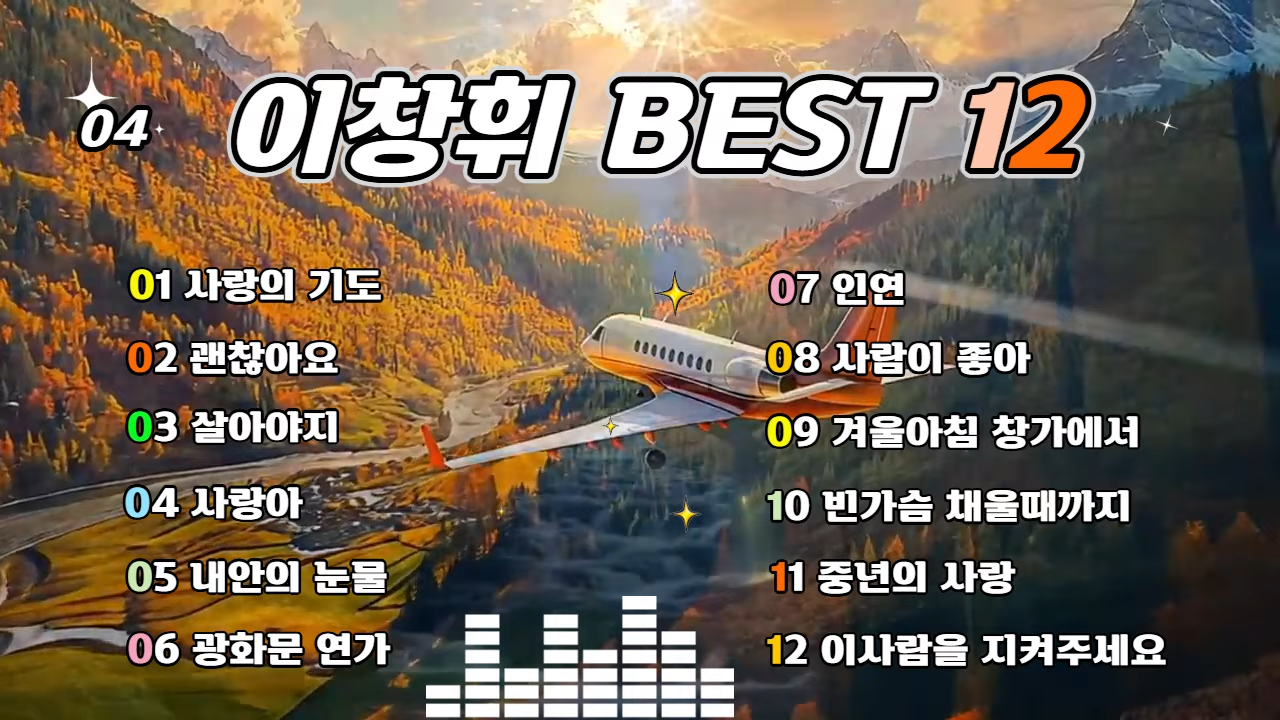 04
이창휘 BEST 12
01 사랑의 기도
02 괜찮아요
03 살아야지
04 사랑아
05 내안의 눈물
06 광화문 연가
07 인연
08 사람이 좋아
09 겨울아침 창가에서
10 빈가슴 채울때까지
11 중년의 사랑
12 이사람을 지켜주세요